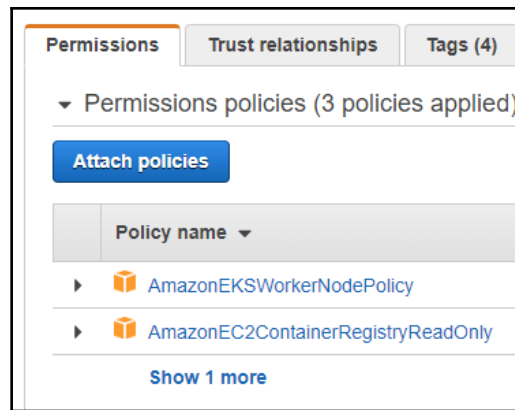 Permissions Trust relationships Tags (4)
Permissions policies (3 policies applied)
Attach policies
Policy name
AmazonEKSWorkerNodePolicy
AmazonEC2ContainerRegistryReadOnly
Show 1 more